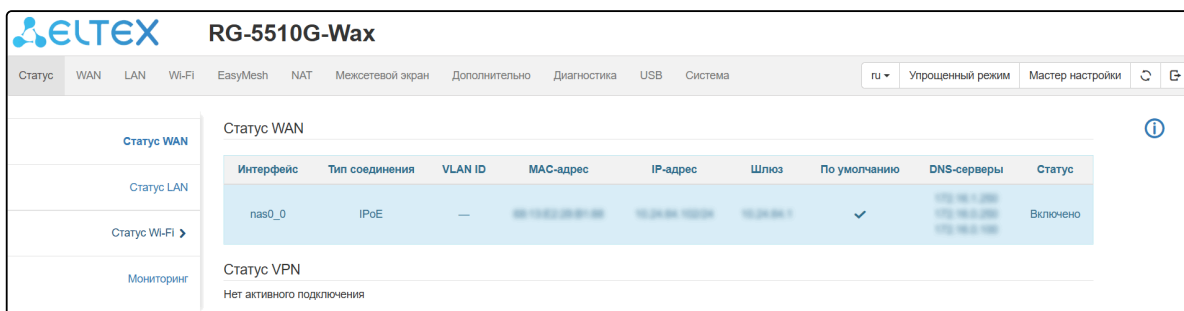 ELTEX RG-5510G-Wax
Статус WAN LAN Wi-Fi EasyMesh NAT Межсетевой экран Дополнительно Диагностика USB Система ru Упрощенный режим Мастер настройки
Статус WAN
Статус LAN
Статус Wi-Fi
Мониторинг
Статус WAN
Интерфейс Тип соединения VLAN ID MAC-адрес IP-адрес Шлюз По умолчанию DNS-серверы Статус
nas0_0 IPoE — Включено
Статус VPN
Нет активного подключения